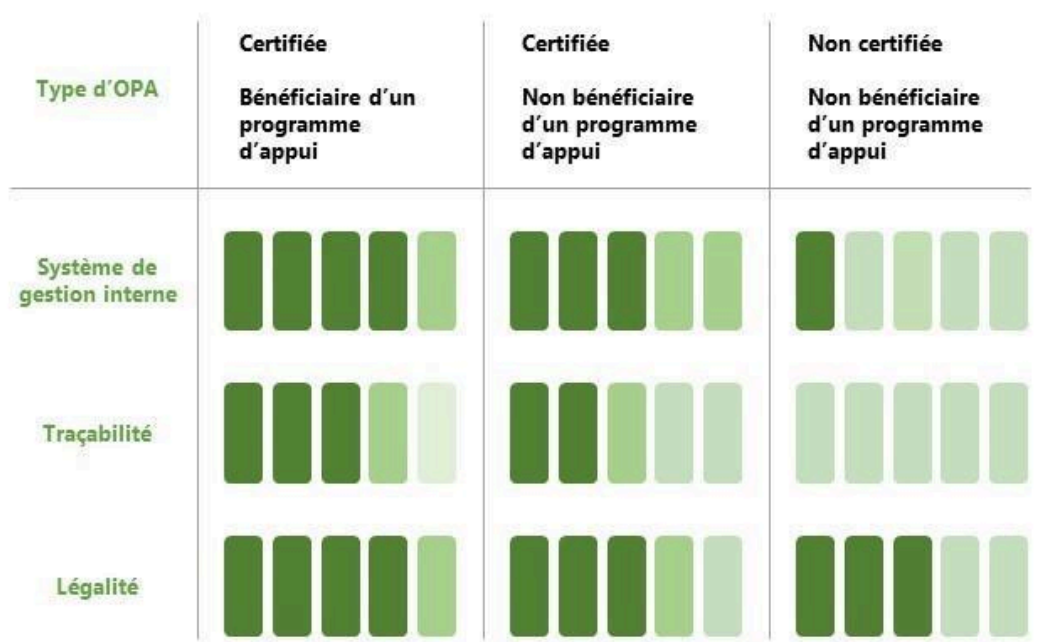 Type d'OPA
Certifiée
Bénéficiaire d'un
programme
d'appui
Certifiée
Non bénéficiaire
d'un programme
d'appui
Non certifiée
Non bénéficiaire
d'un programme
d'appui
Système de
gestion interne
Traçabilité
Légalité